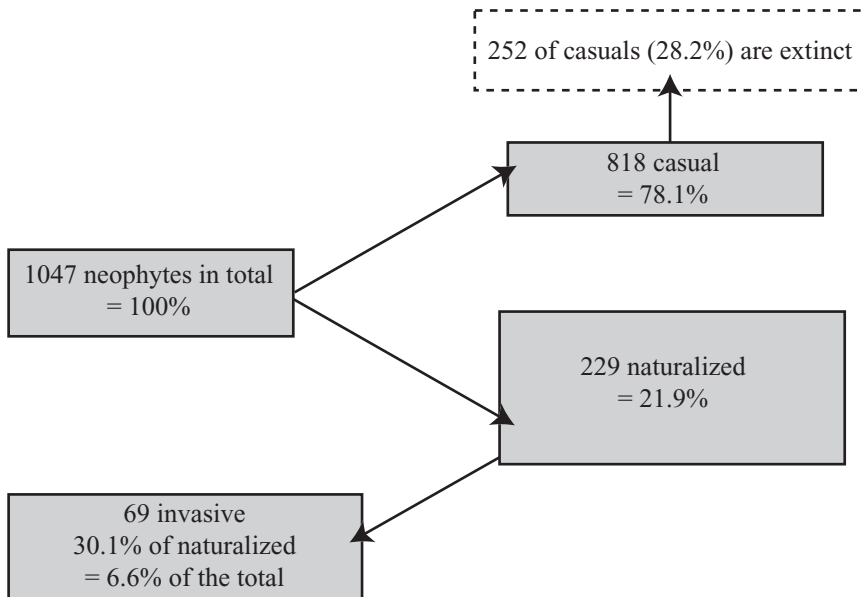 252 of casuals (28.2%) are extinct
818 casual
= 78.1%
1047 neophytes in total
= 100%
229 naturalized
= 21.9%
69 invasive
30.1% of naturalized
= 6.6% of the total